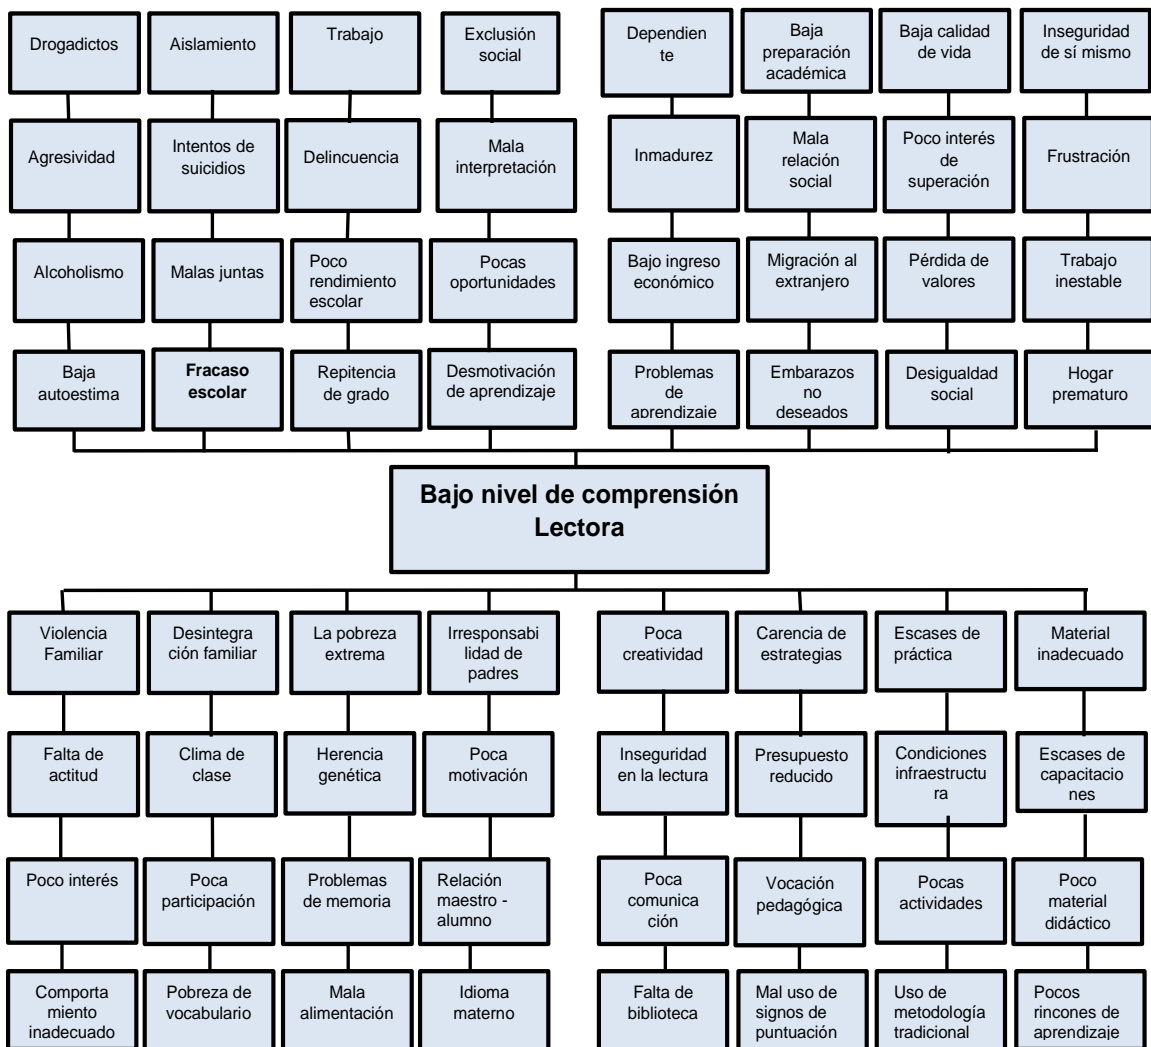 Drogadictos
Aislamiento
Trabajo
Exclusión
social
Dependien
te
Baja
preparación
académica
Baja calidad
de vida
Inseguridad
de sí mismo
Agresividad
Intentos de
suicidios
Delincuencia
Mala
interpretación
Inmadurez
Mala
relación
social
Poco interés
de
superación
Frustración
Alcoholismo
Malas juntas
Poco
rendimiento
escolar
Pocas
oportunidades
Bajo ingreso
económico
Migración al
extranjero
Pérdida de
valores
Trabajo
inestable
Baja
autoestima
Fracaso
escolar
Repitencia
de grado
Desmotivación
de aprendizaje
Problemas
de
aprendizaje
Embarazos
no
deseados
Desigualdad
social
Hogar
prematuro
Bajo nivel de comprensión
Lectora
Violencia
Familiar
Desintegra
ción familiar
La pobreza
extrema
Irresponsabi
lidad de
padres
Poca
creatividad
Carencia de
estrategias
Escases de
práctica
Material
inadecuado
Falta de
actitud
Clima de
clase
Herencia
genética
Poca
motivación
Inseguridad
en la lectura
Presupuesto
reducido
Condiciones
infraestructu
ra
Escases de
capacitacio
nes
Poco interés
Poca
participación
Problemas
de memoria
Relación
maestro -
alumno
Poca
comunica
ción
Vocación
pedagógica
Pocas
actividades
Poco
material
didáctico
Comporta
miento
inadecuado
Pobreza de
vocabulario
Mala
alimentación
Idioma
materno
Falta de
biblioteca
Mal uso de
signos de
puntuación
Uso de
metodología
tradicional
Pocos
rincones de
aprendizaje